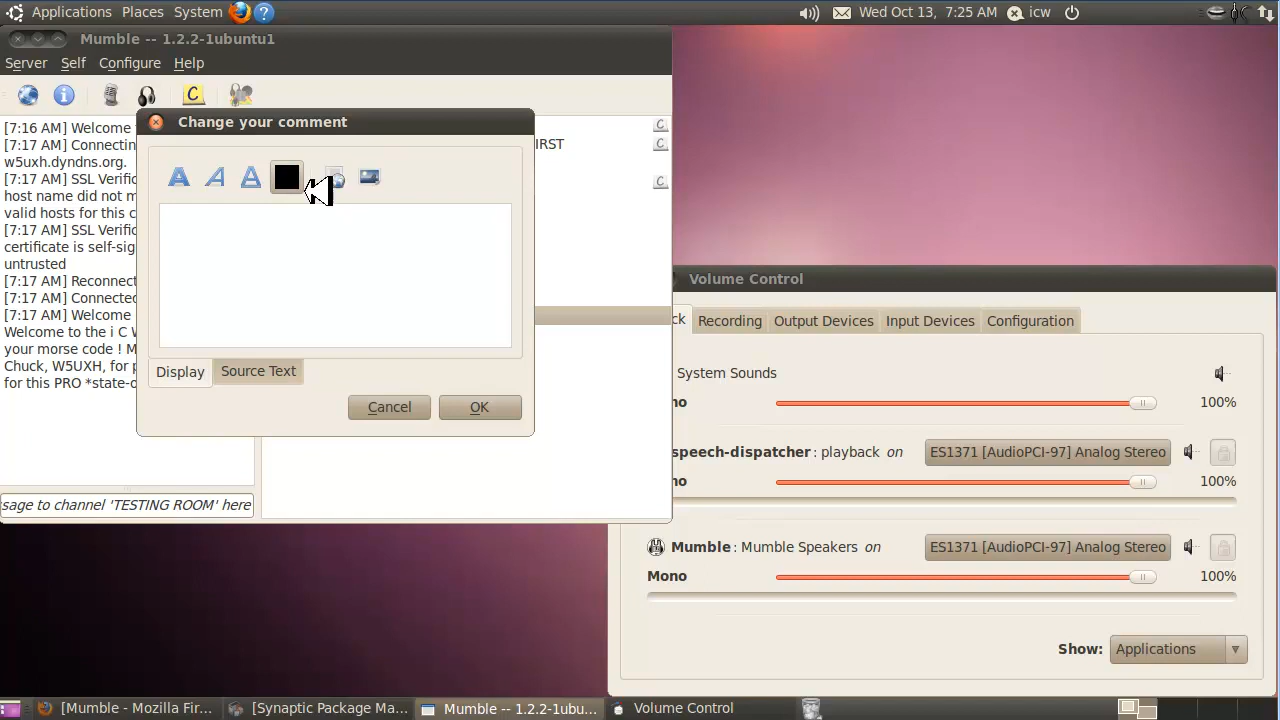 Applications Places System
Wed Oct 13, 7:25 AM icw
Mumble -- 1.2.2-1ubuntu1
Server Self Configure Help
C
[7:16 AM] Welcome
[7:17 AM] Connectin
w5uxh.dyndns.org.
[7:17 AM] SSL Verific
host name did not m
valid hosts for this c
[7:17 AM] SSL Verific
certificate is self-sig
untrusted
[7:17 AM] Reconnect
[7:17 AM] Connected
[7:17 AM] Welcome
Welcome to the i C W
your morse code ! M
Chuck, W5UXH, for p
for this PRO *state-o
sage to channel 'TESTING ROOM' here
C
IRST C
C
Change your comment
A A A
Display Source Text
Cancel OK
Volume Control
ck Recording Output Devices Input Devices Configuration
System Sounds
no 100%
speech-dispatcher: playback on ES1371 [AudioPCI-97] Analog Stereo
no 100%
Mumble: Mumble Speakers on ES1371 [AudioPCI-97] Analog Stereo
Mono 100%
Show: Applications
[Mumble - Mozilla Fir... [Synaptic Package Ma... Mumble -- 1.2.2-1ubu... Volume Control